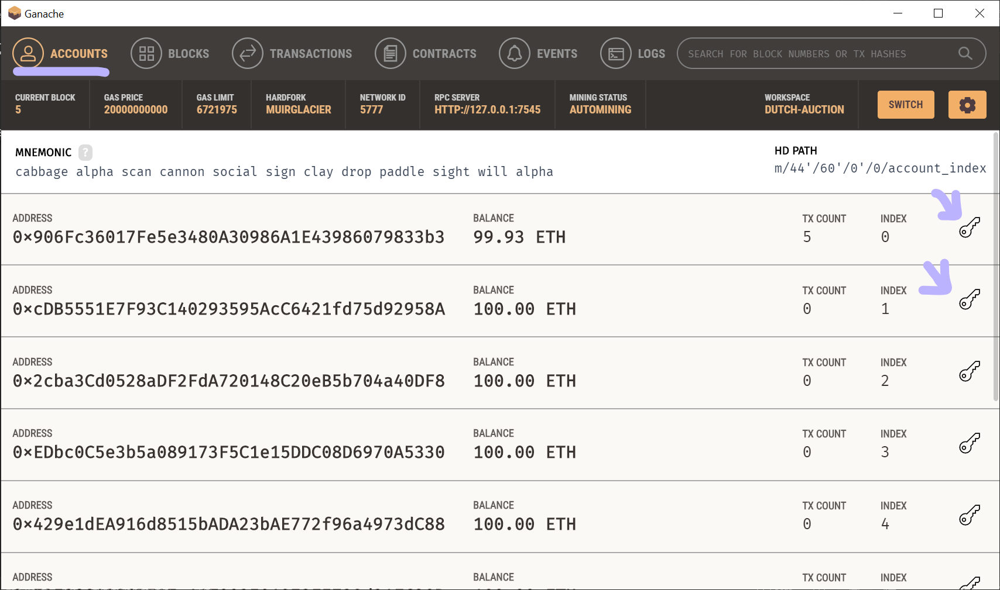 Ganache
ACCOUNTS BLOCKS TRANSACTIONS CONTRACTS EVENTS LOGS SEARCH FOR BLOCK NUMBERS OR TX HASHES
CURRENT BLOCK GAS PRICE GAS LIMIT HARDFORK NETWORK ID RPC SERVER MINING STATUS WORKSPACE
5 20000000000 6721975 MUIRGLACIER 5777 HTTP://127.0.0.1:7545 AUTOMINING DUTCH-AUCTION SWITCH
MNEMONIC ? HD PATH
cabbage alpha scan cannon social sign clay drop paddle sight will alpha m/44'/60'/0'/0/account_index
ADDRESS BALANCE TX COUNT INDEX
0×906Fc36017Fe5e3480A30986A1E43986079833b3 99.93 ETH 5 0
ADDRESS BALANCE TX COUNT INDEX
0×cDB5551E7F93C140293595AcC6421fd75d92958A 100.00 ETH 0 1
ADDRESS BALANCE TX COUNT INDEX
0×2cba3Cd0528aDF2FdA720148C20eB5b704a40DF8 100.00 ETH 0 2
ADDRESS BALANCE TX COUNT INDEX
0×EDbc0C5e3b5a089173F5C1e15DDC08D6970A5330 100.00 ETH 0 3
ADDRESS BALANCE TX COUNT INDEX
0×429e1dEA916d8515bADA23bAE772f96a4973dC88 100.00 ETH 0 4
ADDRESS BALANCE TX COUNT INDEX